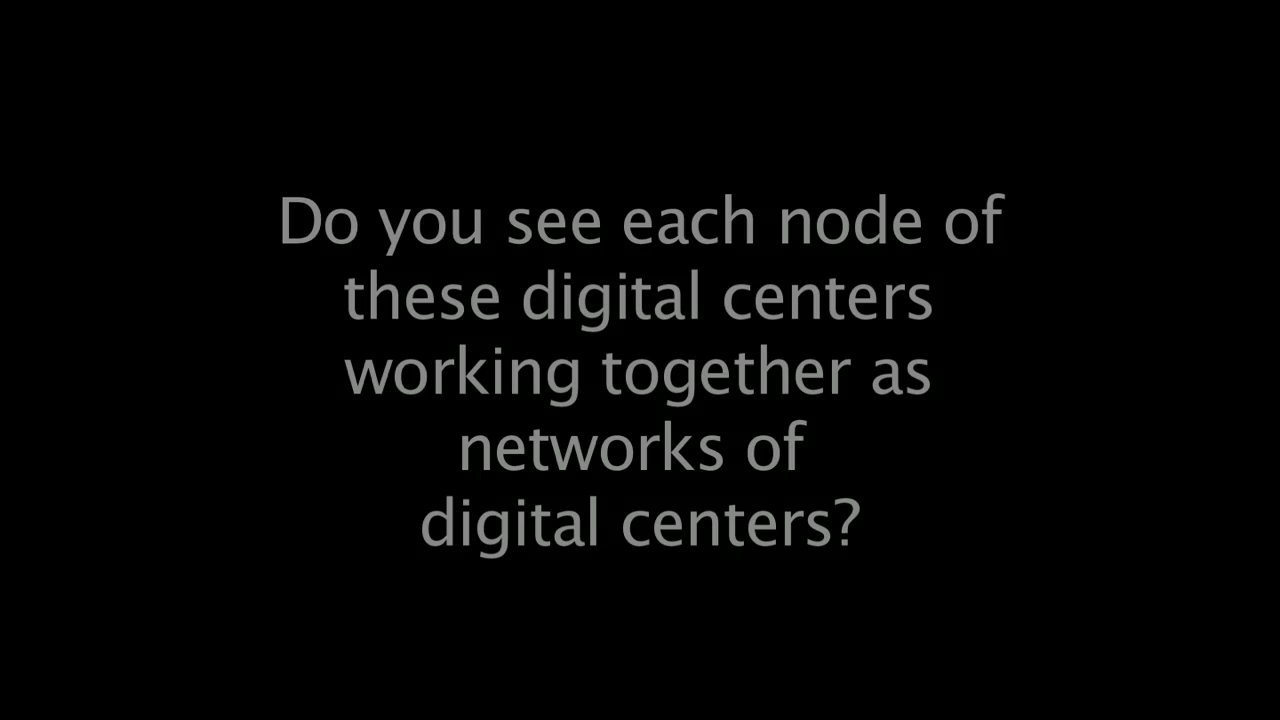 Do you see each node of
these digital centers
working together as
networks of
digital centers?